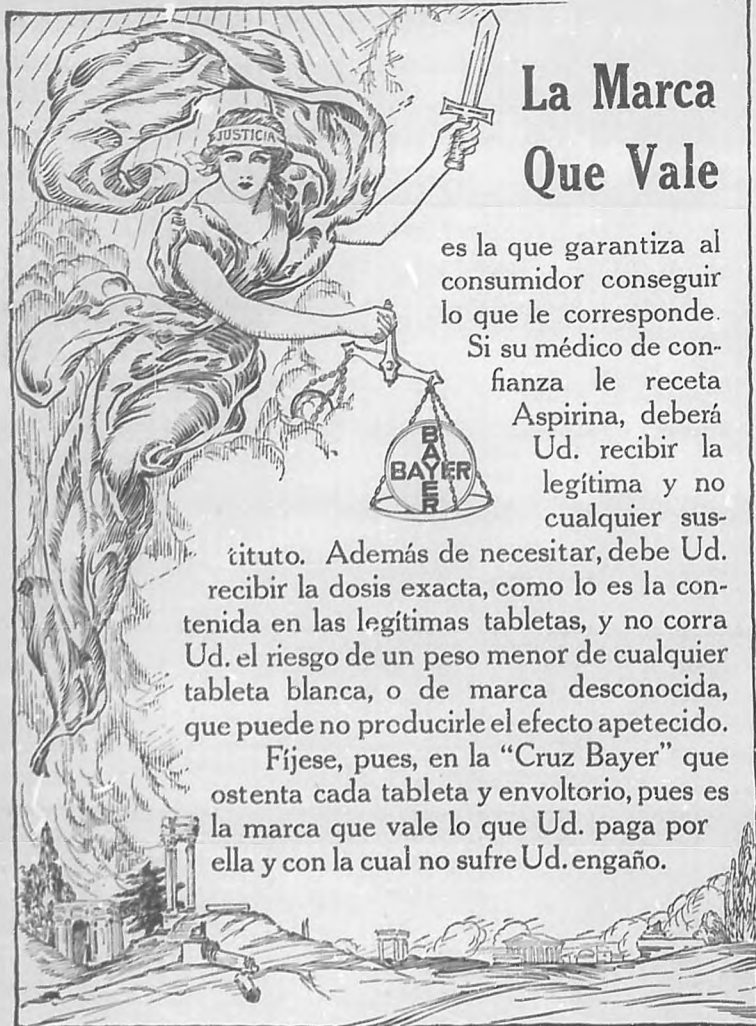 La Marca
Que Vale
JUSTICIA
es la que garantiza al
consumidor conseguir
lo que le corresponde.
Si su médico de con-
fianza le receta
Aspirina, deberá
Ud. recibir la
legítima y no
cualquier sus-
tituto. Además de necesitar, debe Ud.
recibir la dosis exacta, como lo es la con-
tenida en las legítimas tabletas, y no corra
Ud. el riesgo de un peso menor de cualquier
tableta blanca, o de marca desconocida,
que puede no producirle el efecto apetecido.
Fíjese, pues, en la “Cruz Bayer” que
ostenta cada tableta y envoltorio, pues es
la marca que vale lo que Ud. paga por
ella y con la cual no sufre Ud. engaño.
BAYER
BAYER